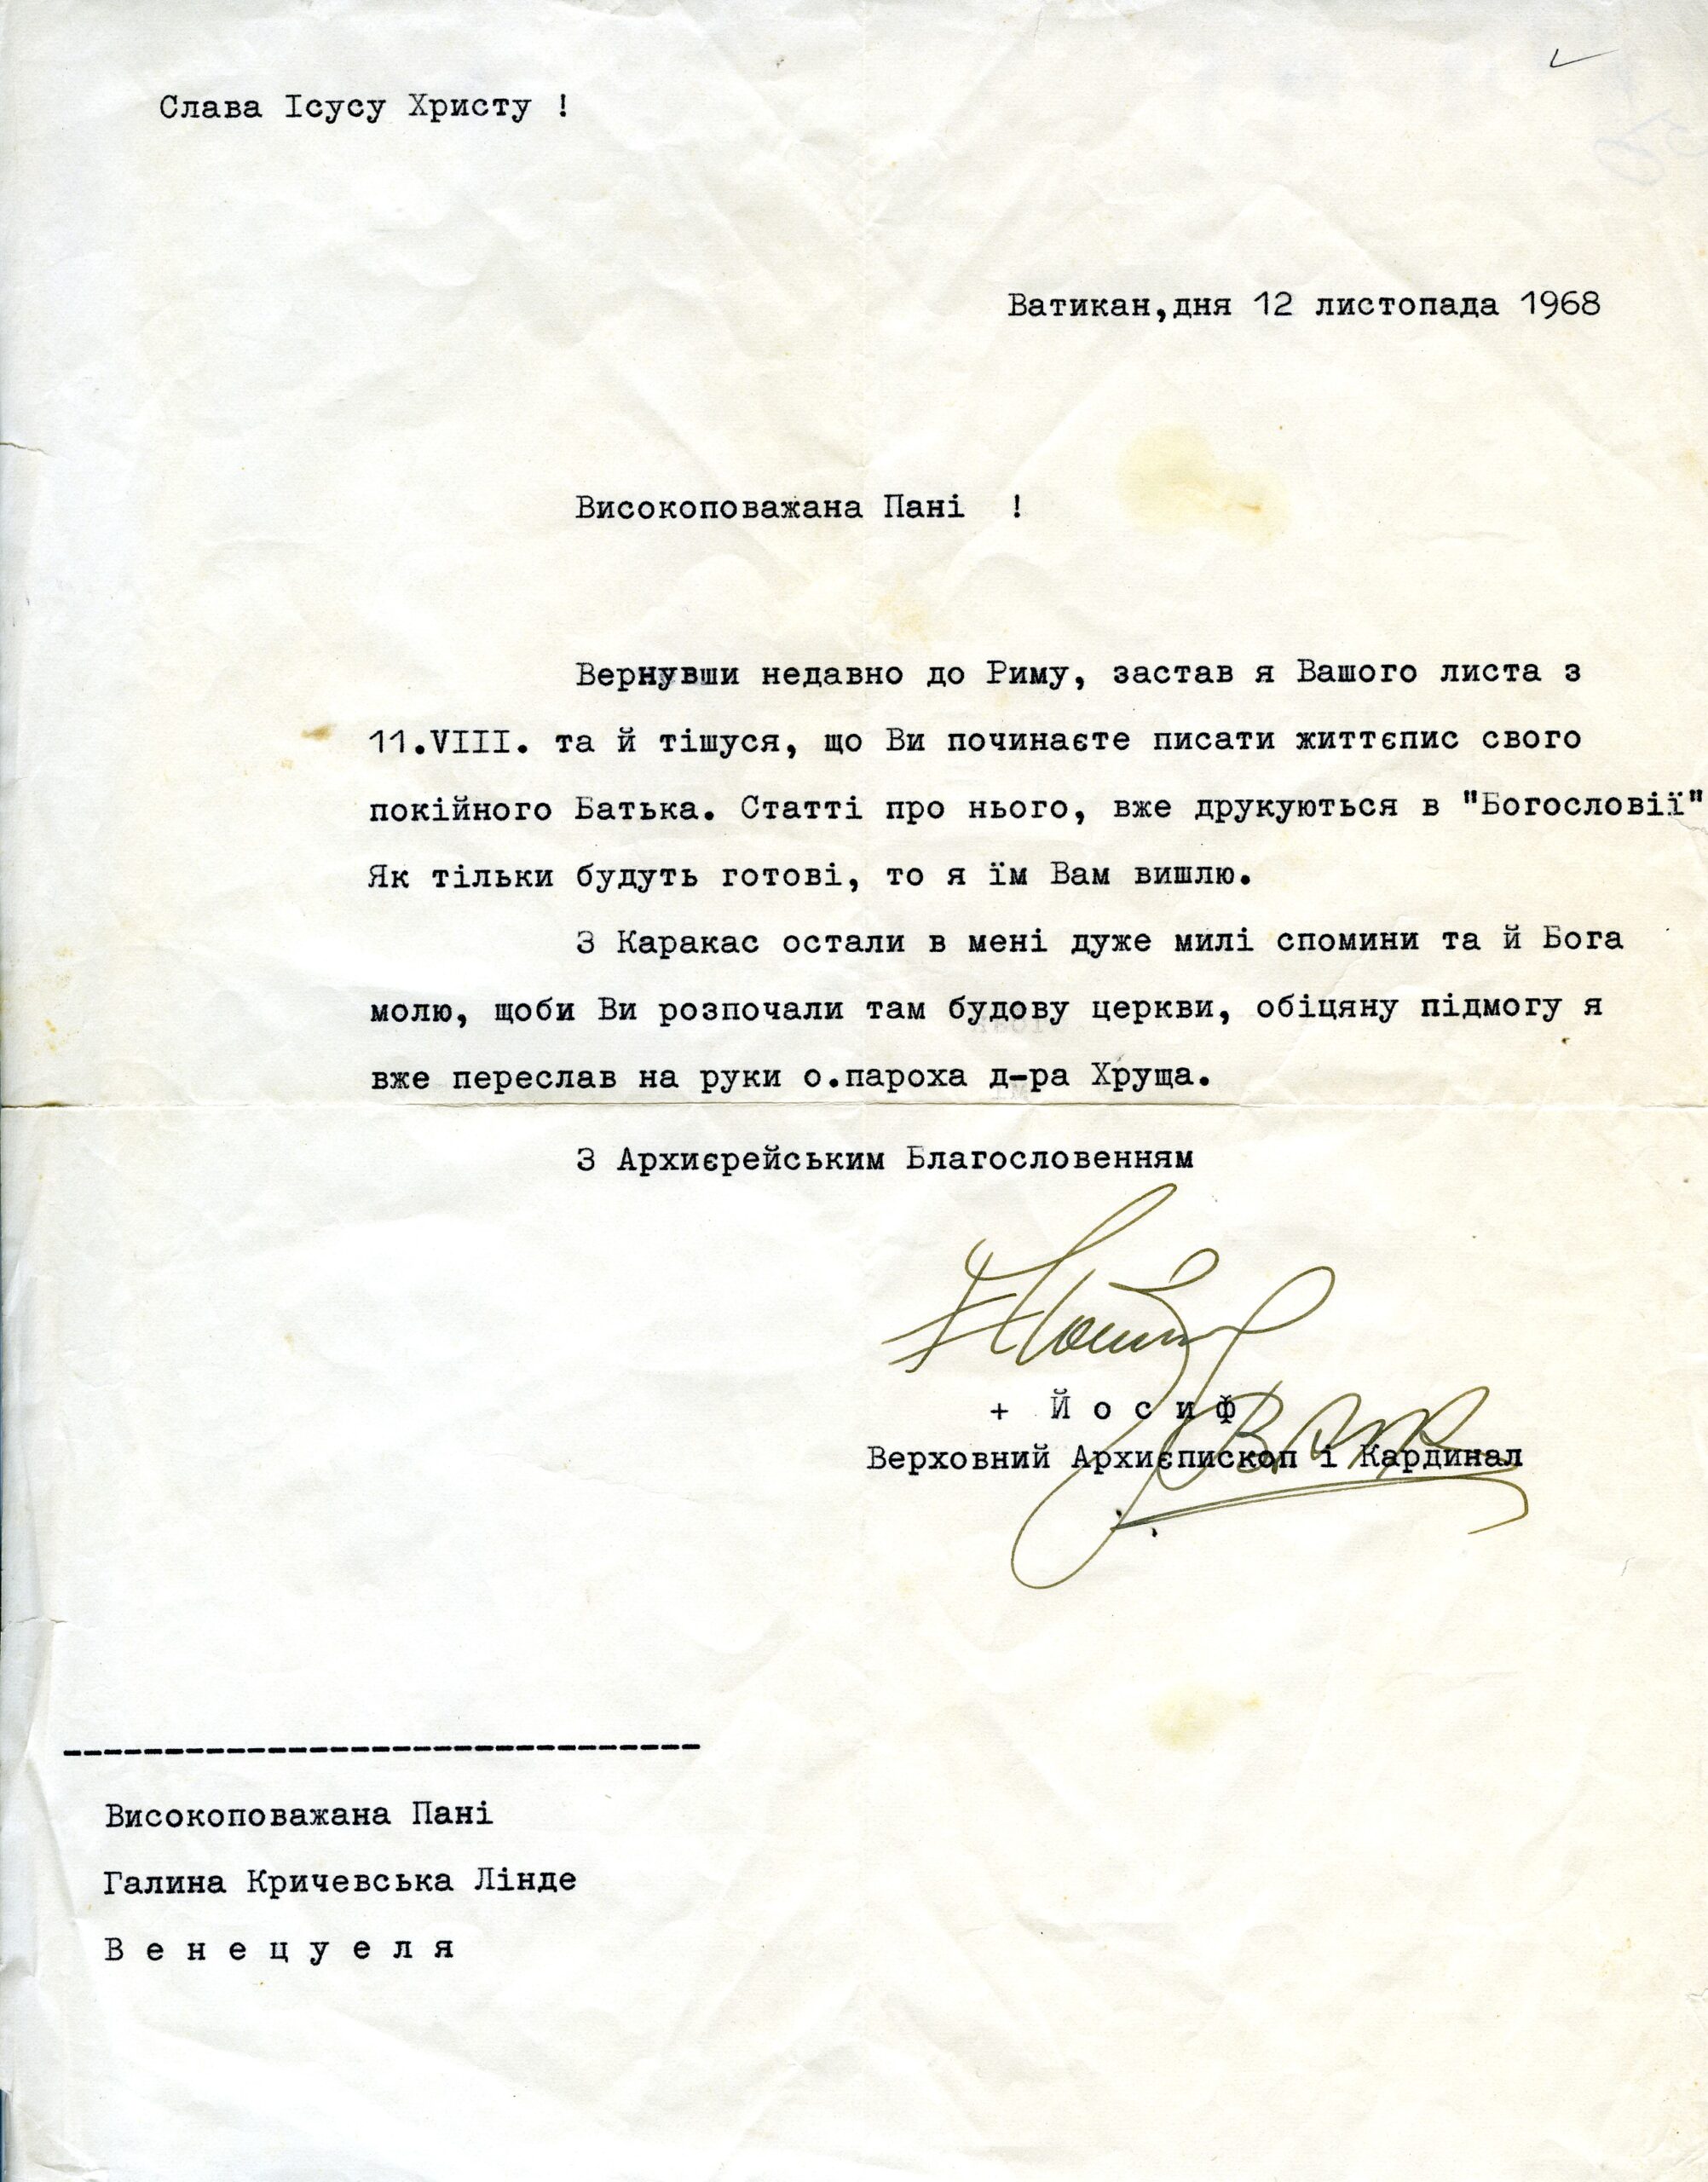 Слава Ісусу Христу !
Ватикан,дня 12 листопада 1968
Високоповажана Пані !
Вернувши недавно до Риму, застав я Вашого листа з
11.VIII. та й тішуся, що Ви починаєте писати життєпис свого
покійного Батька. Статті про нього, вже друкуються в "Богословії"
Як тільки будуть готові, то я їм Вам вишлю.
З Каракас остали в мені дуже милі спомини та й Бога
молю, щоби Ви розпочали там будову церкви, обіцяну підмогу я
вже переслав на руки о.пароха д-ра Хруща.
З Архиєрейським Благословенням
+ Й о с и ф
Верховний Архиєпископ і Кардинал
---------------------------------
Високоповажана Пані
Галина Кричевська Лінде
В е н е ц у е л я